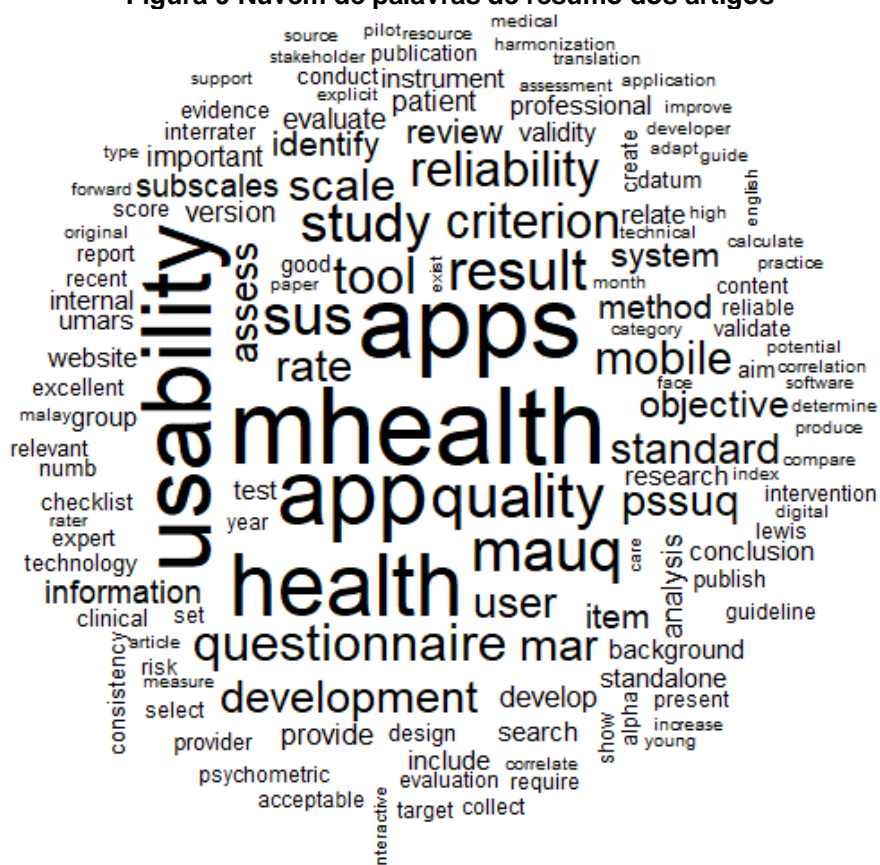 Figura 6 Nuvem de palavras do resumo dos artigos
medical
source pilot resource harmonization
stakeholder publication translation
support conduct instrument assessment application
explicit patient professional improve
evidence evaluate
interrater identify review validity create developer
type important reliability adapt guide
forward subscales scale datum english
score version study criterion relate high
original technical calculate
report usability assess good tool exist result system practice
recent paper month content
internal sus apps method reliable
umars category validate
website rate mobile potential
aim correlation
excellent face software
malay group mhealth objective determine
produce
relevant standard compare
numb research index
checklist test app quality pssuq intervention
rater year digital
expert lewis
technology mauq care analysis conclusion
information health publish
clinical set user item guideline
consistency article questionnaire mar background
risk
measure standalone
select development develop present
show alpha increase
provider provide design search young
include correlate
psychometric evaluation require
acceptable target collect
nteractive